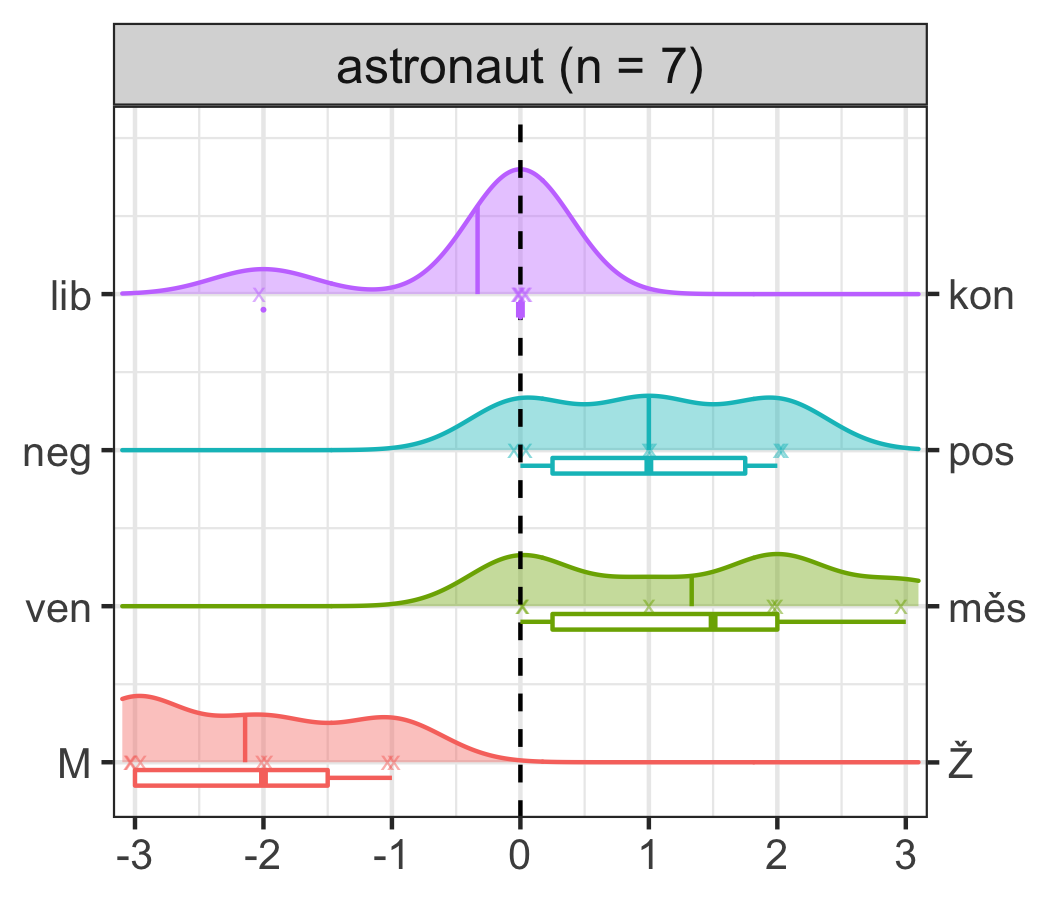 astronaut (n = 7)
lib kon
neg pos
ven měs
M Ž
-3 -2 -1 0 1 2 3